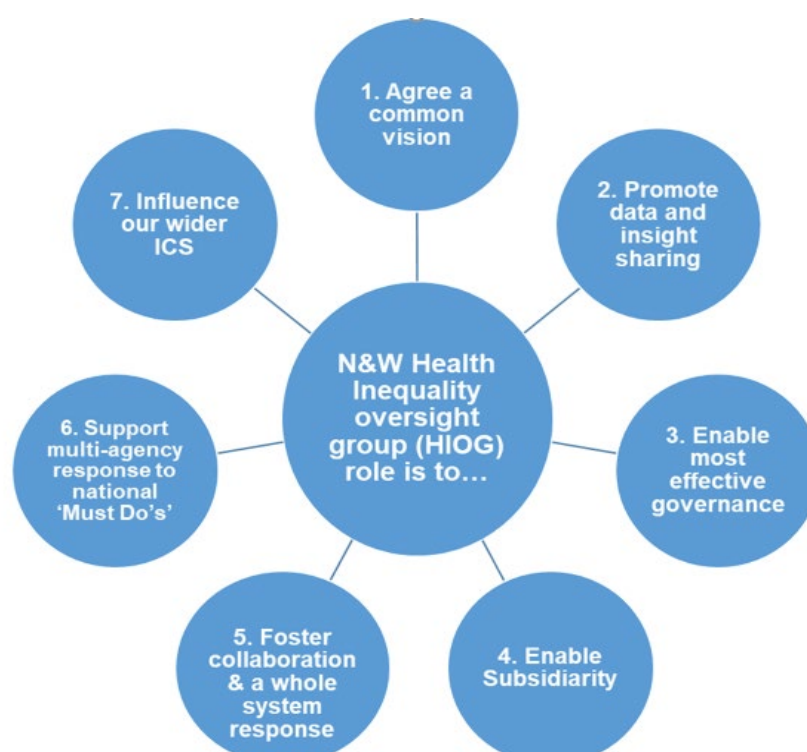 1. Agree a
common
vision
2. Promote
data and
insight
sharing
3. Enable
most
effective
governance
4. Enable
Subsidiarity
5. Foster
collaboration
& a whole
system
response
6. Support
multi-agency
response to
national
‘Must Do’s’
7. Influence
our wider
ICS
N&W Health
Inequality
oversight
group (HIOG)
role is to…